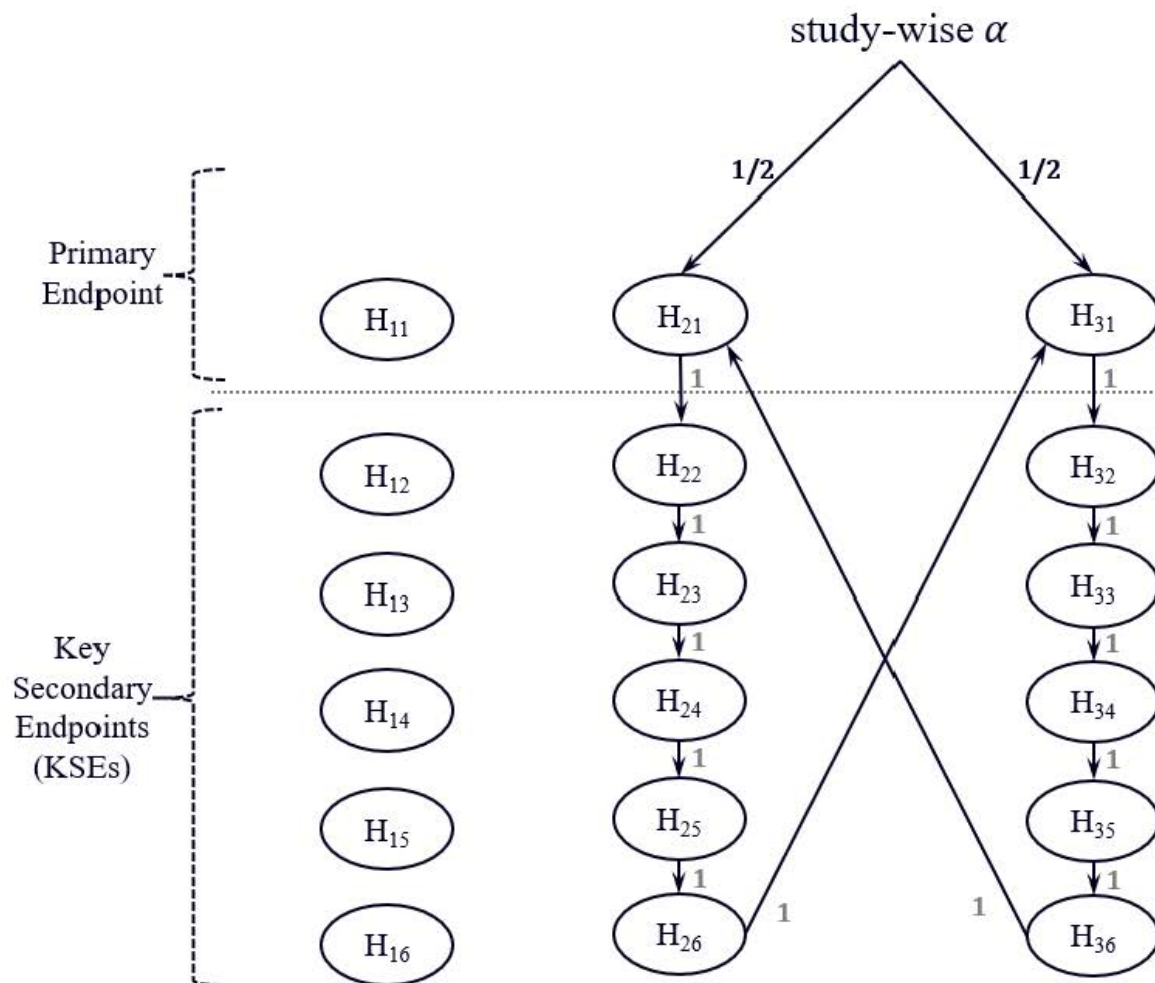 study-wise α
1/2 1/2
Primary
Endpoint
H11 H21 H31
1 1
Key
Secondary
Endpoints
(KSEs)
H12 H22 H32
1 1
H13 H23 H33
1 1
H14 H24 H34
1 1
H15 H25 H35
1 1
H16 H26 H36
1 1